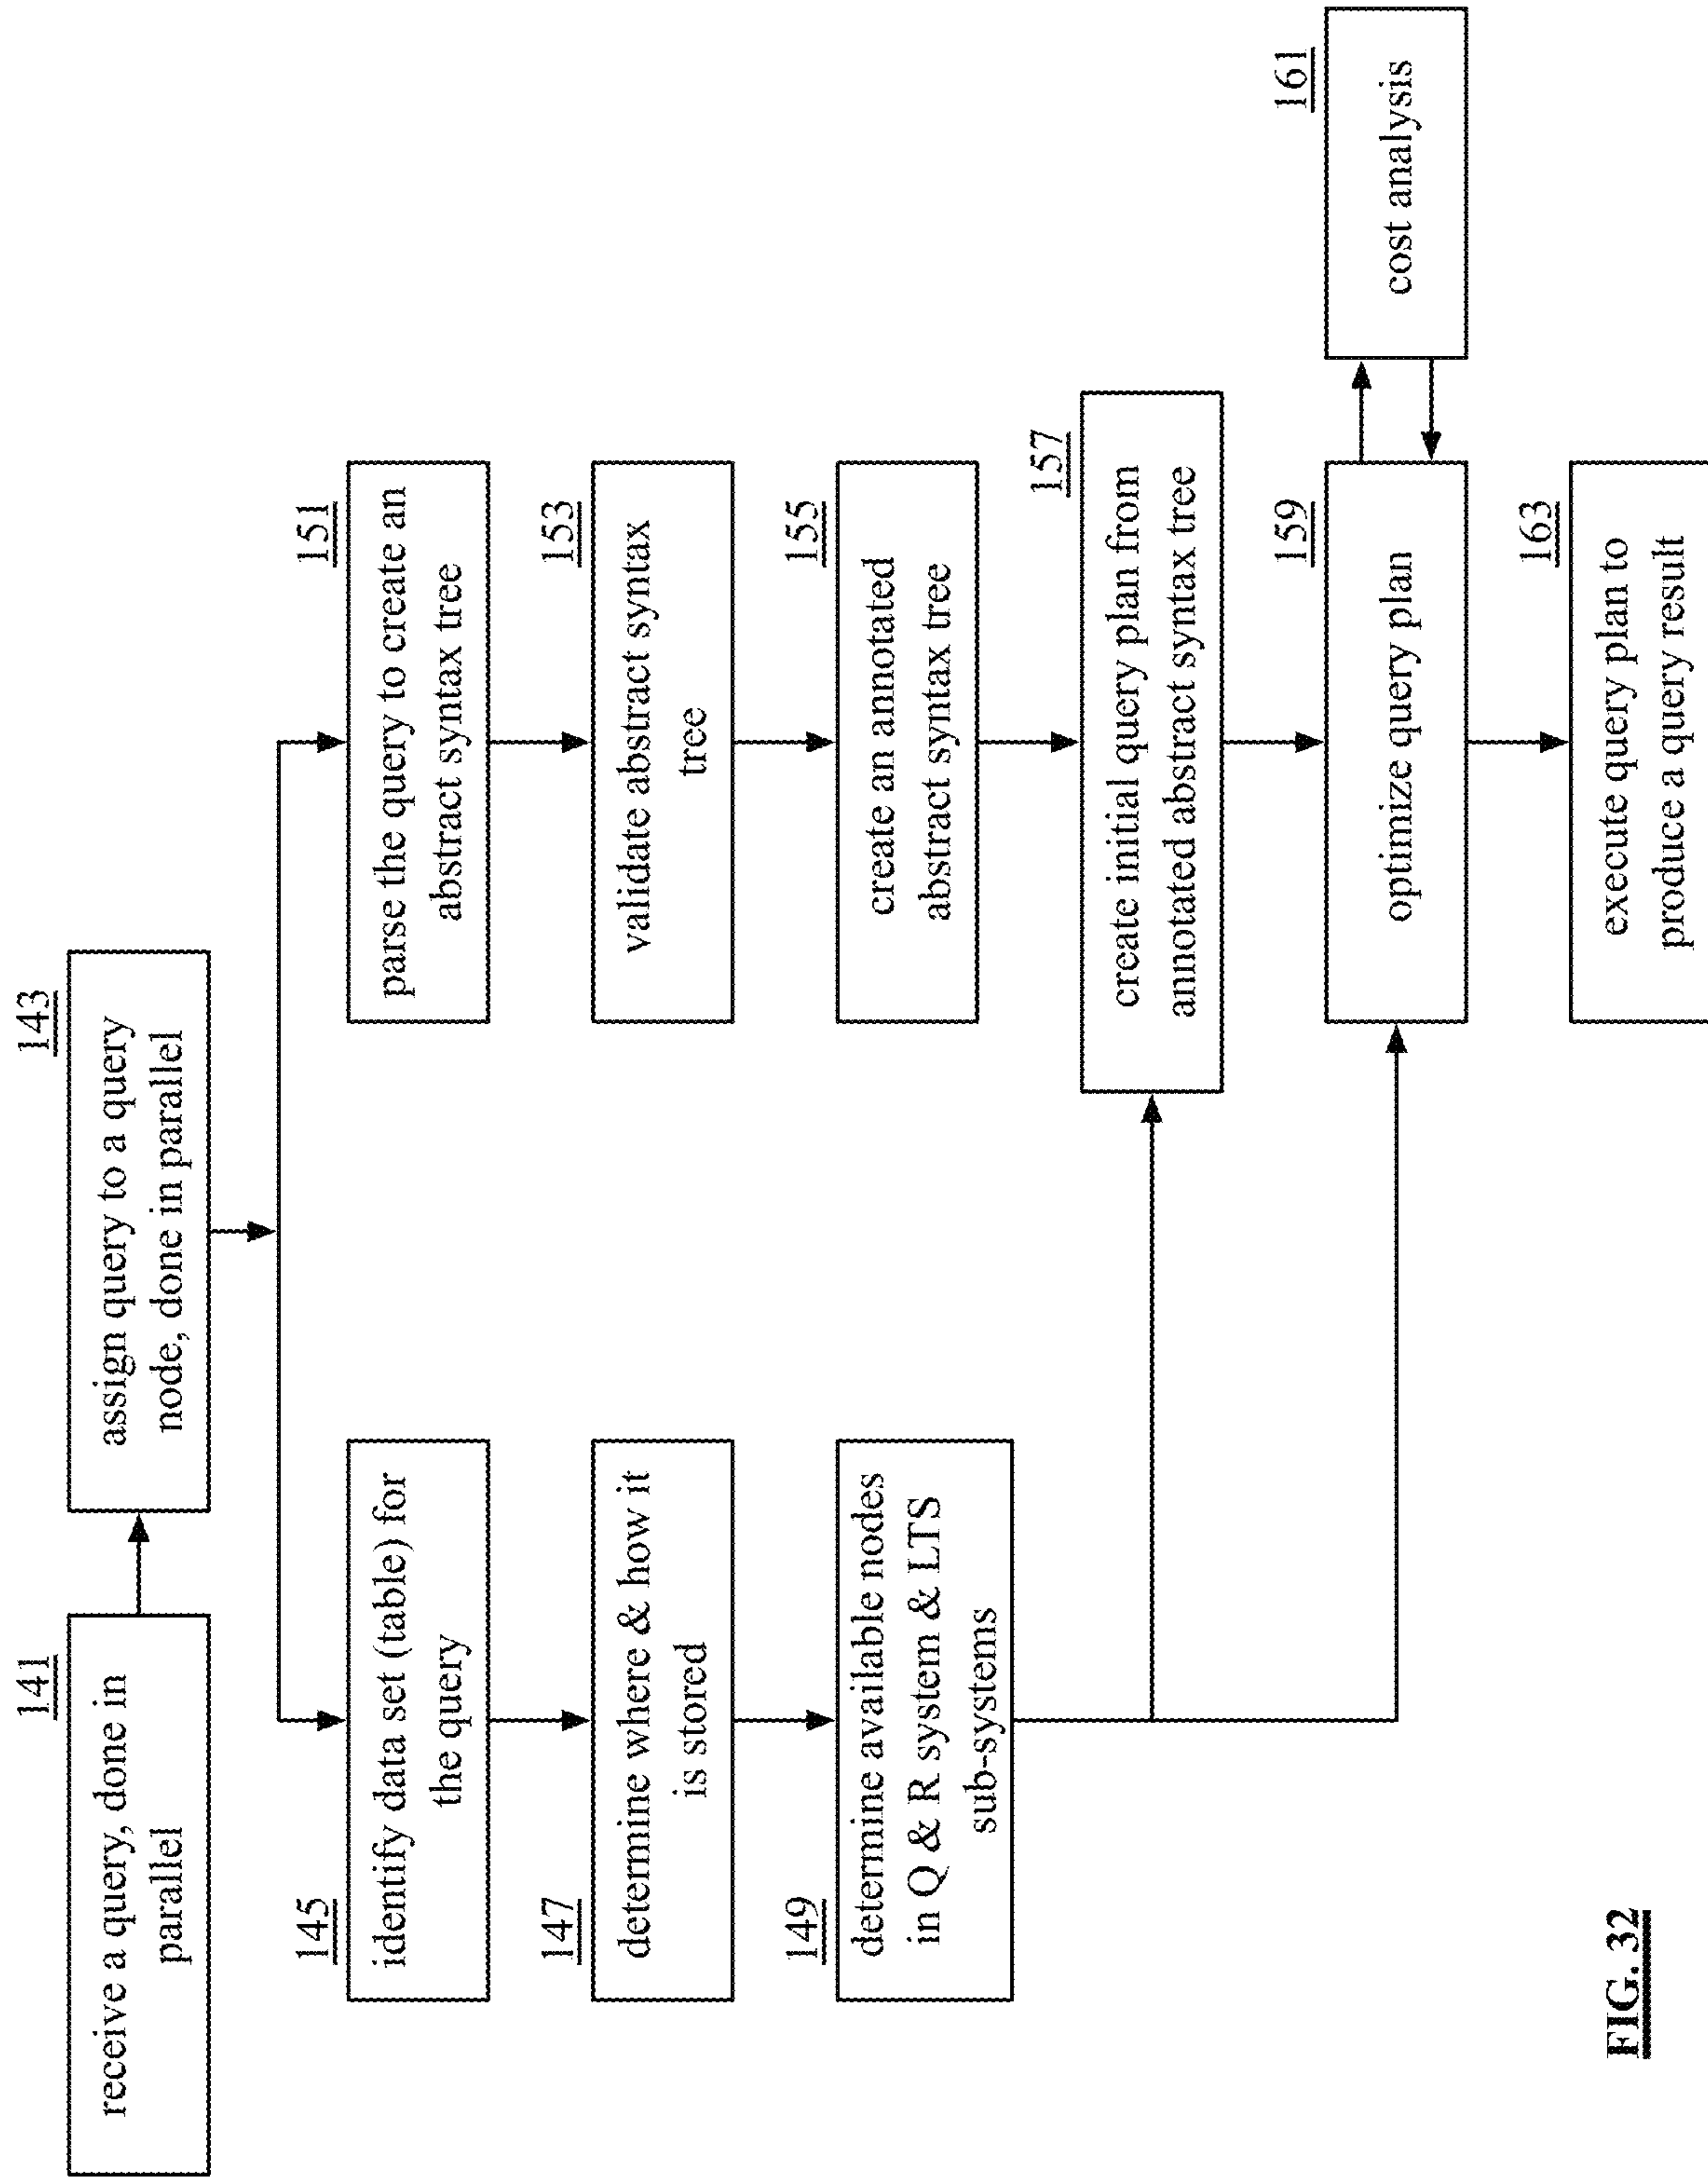 141
receive a query, done in
parallel
143
assign query to a query
node, done in parallel
145
identify data set (table) for
the query
147
determine where & how it
is stored
149
determine available nodes
in Q & R system & LTS
sub-systems
151
parse the query to create an
abstract syntax tree
153
validate abstract syntax
tree
155
create an annotated
abstract syntax tree
157
create initial query plan from
annotated abstract syntax tree
159
optimize query plan
161
cost analysis
163
execute query plan to
produce a query result
FIG. 32